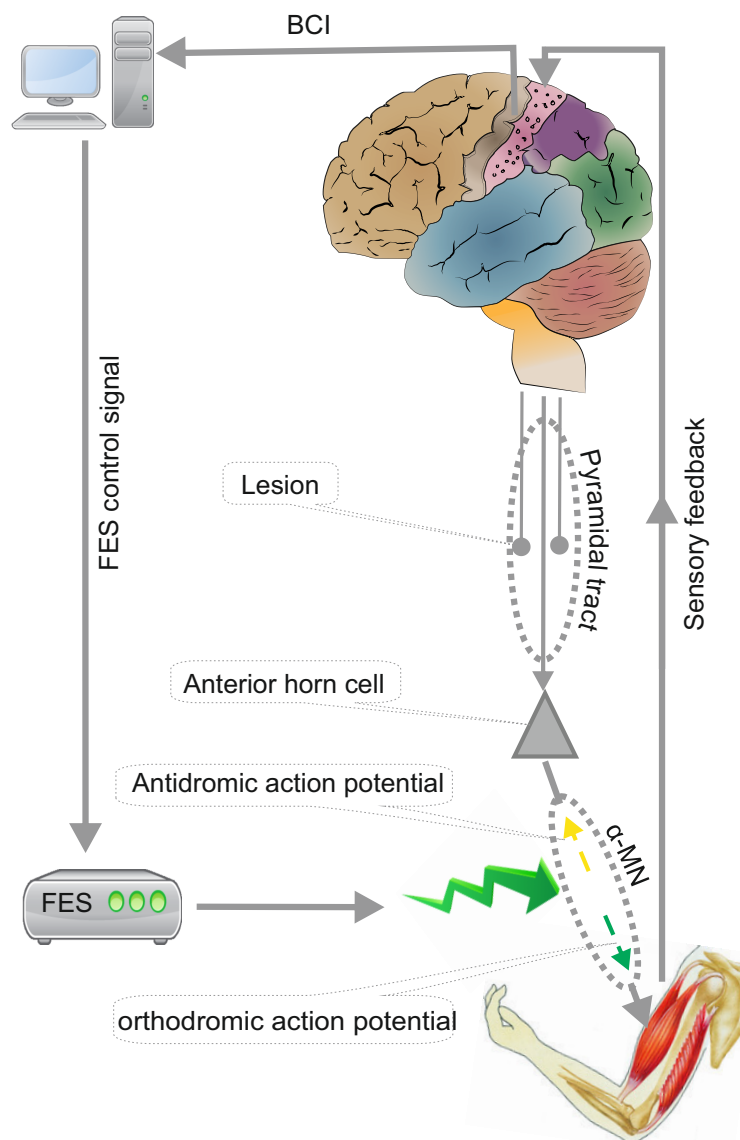 BCI
FES control signal
Lesion
Pyramidal tract
Sensory feedback
Anterior horn cell
Antidromic action potential
α-MN
FES
orthodromic action potential